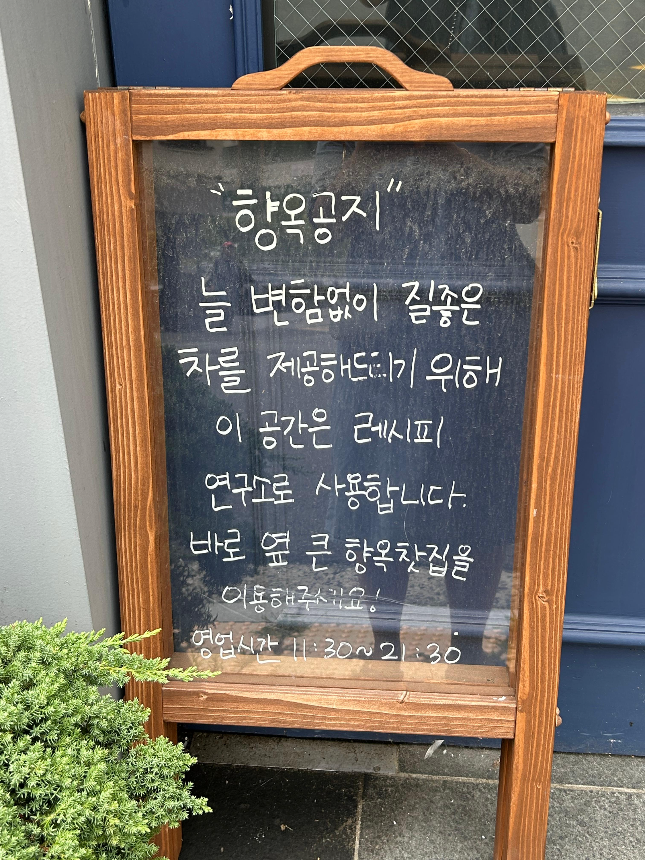 "향옥공지"
늘 변함없이 질좋은
차를 제공해드리기 위해
이 공간은 레시피
연구소로 사용합니다.
바로 옆 큰 향옥찻집을
이용해주세요!
영업시간 11:30~21:30